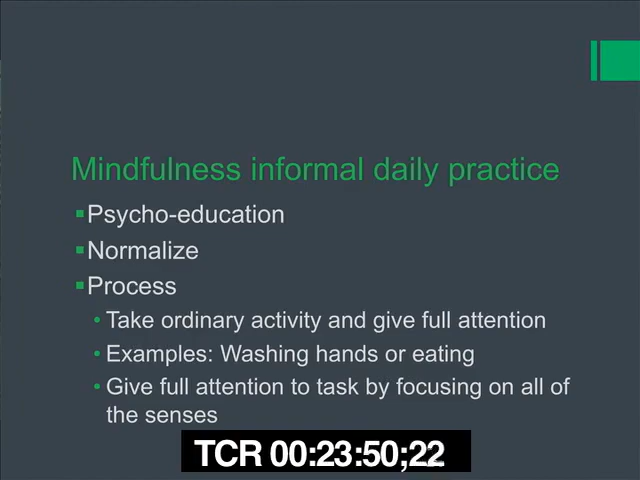 Mindfulness informal daily practice
Psycho-education
Normalize
Process
Take ordinary activity and give full attention
Examples: Washing hands or eating
Give full attention to task by focusing on all of
the senses
TCR 00:23:50;22